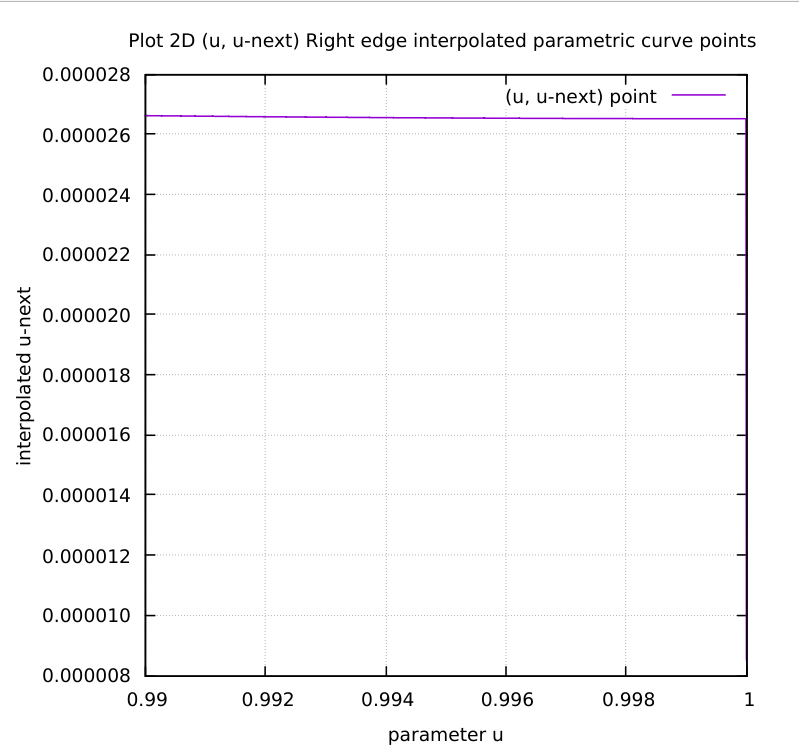 Plot 2D (u, u-next) Right edge interpolated parametric curve points
(u, u-next) point
0.000028
0.000026
0.000024
0.000022
0.000020
0.000018
0.000016
0.000014
0.000012
0.000010
0.000008
interpolated u-next
0.99 0.992 0.994 0.996 0.998 1
parameter u